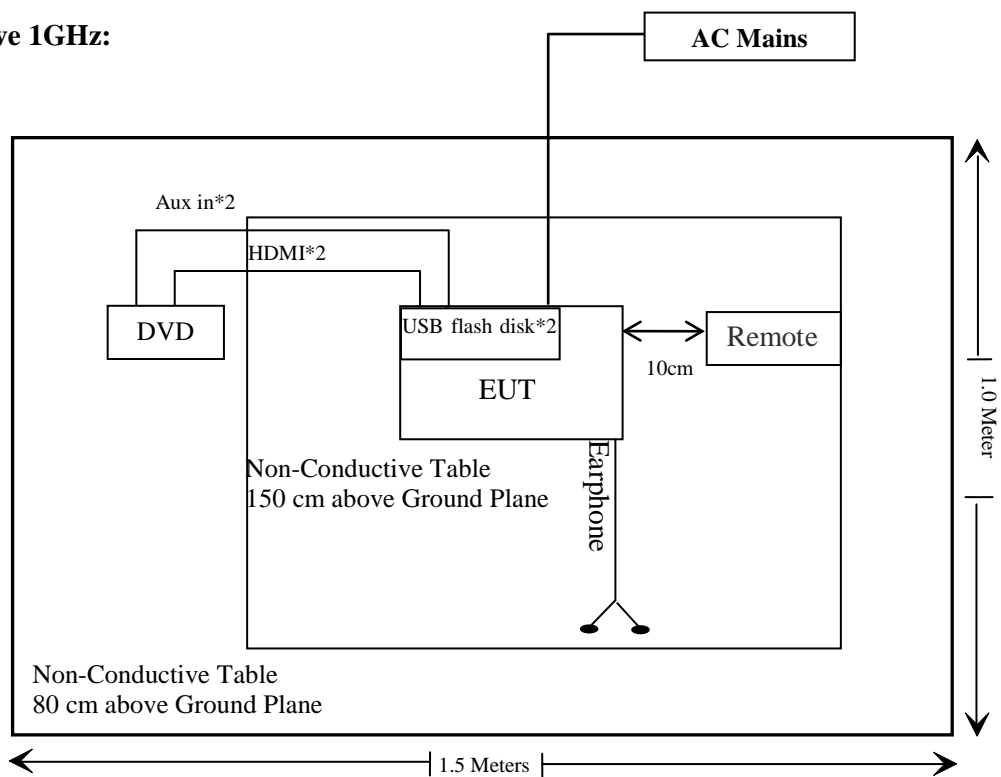 ve 1GHz:
AC Mains
Aux in*2
HDMI*2
DVD
USB flash disk*2
EUT
Remote
10cm
Earphone
Non-Conductive Table
150 cm above Ground Plane
Non-Conductive Table
80 cm above Ground Plane
1.0 Meter
1.5 Meters